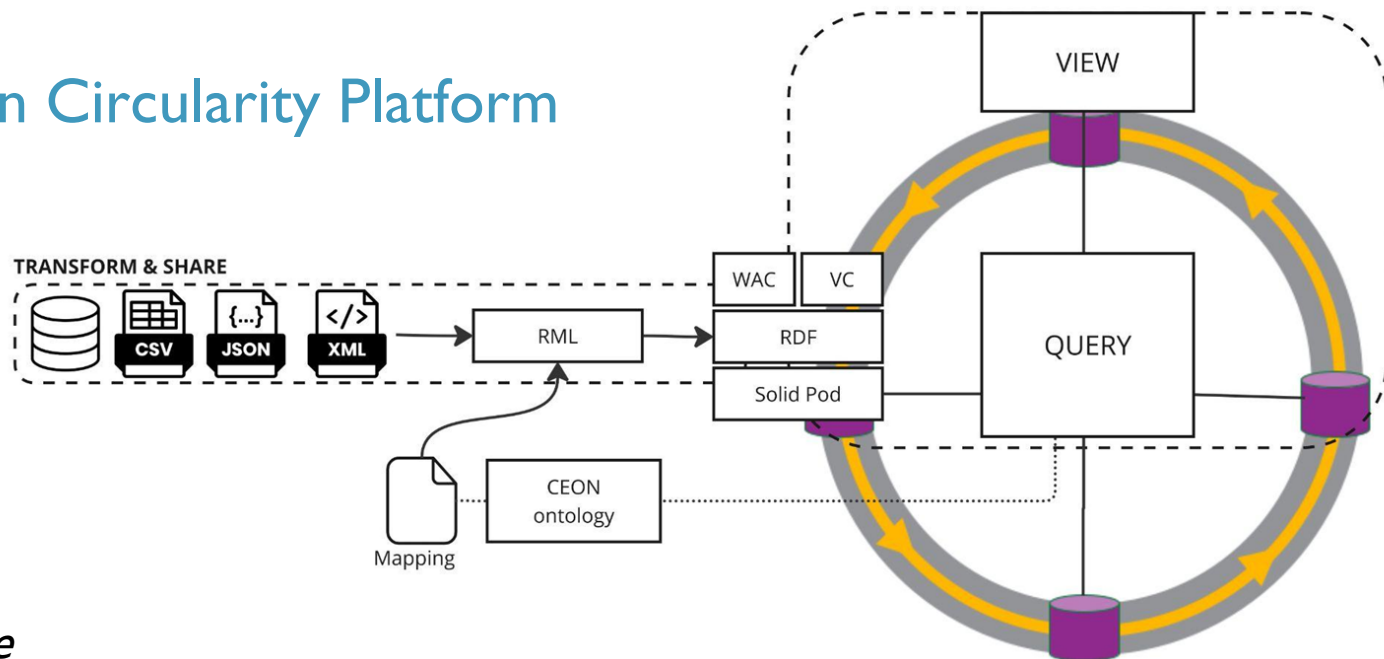 n Circularity Platform
VIEW
TRANSFORM & SHARE
CSV
JSON
XML
{...}
</>
RML
WAC
VC
RDF
Solid Pod
QUERY
CEON
ontology
Mapping
e